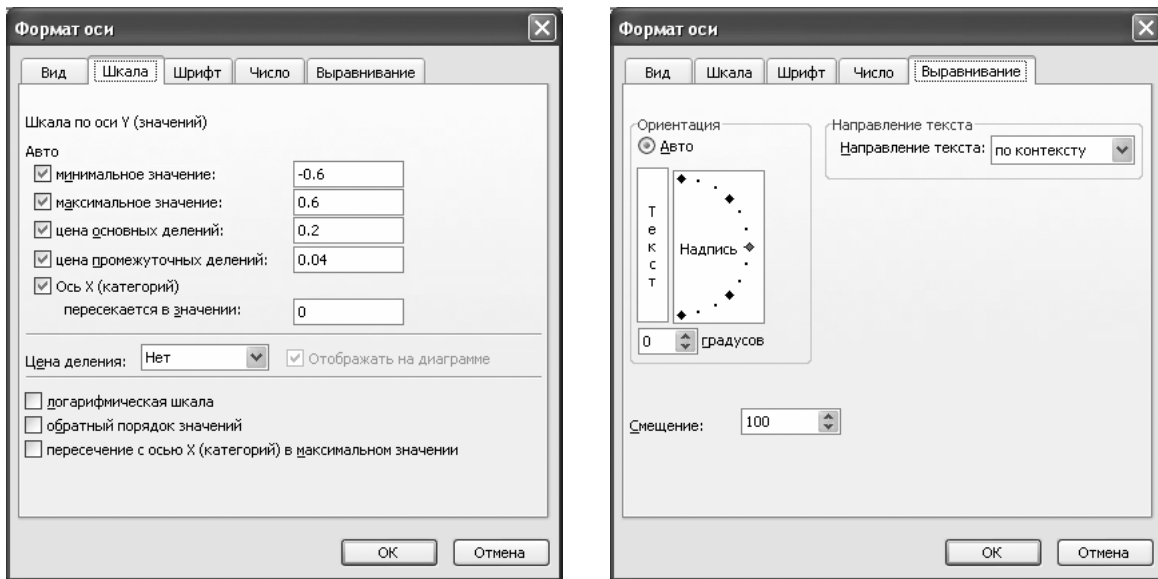 Формат оси
Вид Шкала Шрифт Число Выравнивание
Шкала по оси Y (значений)
Авто
минимальное значение: -0.6
максимальное значение: 0.6
цена основных делений: 0.2
цена промежуточных делений: 0.04
Ось X (категорий)
пересекается в значении: 0
Цена деления: Нет Отображать на диаграмме
логарифмическая шкала
обратный порядок значений
пересечение с осью X (категорий) в максимальном значении
ОК Отмена
Формат оси
Вид Шкала Шрифт Число Выравнивание
Ориентация
Авто
Текст
Надпись
0 градусов
Направление текста
Направление текста: по контексту
Смещение: 100
ОК Отмена